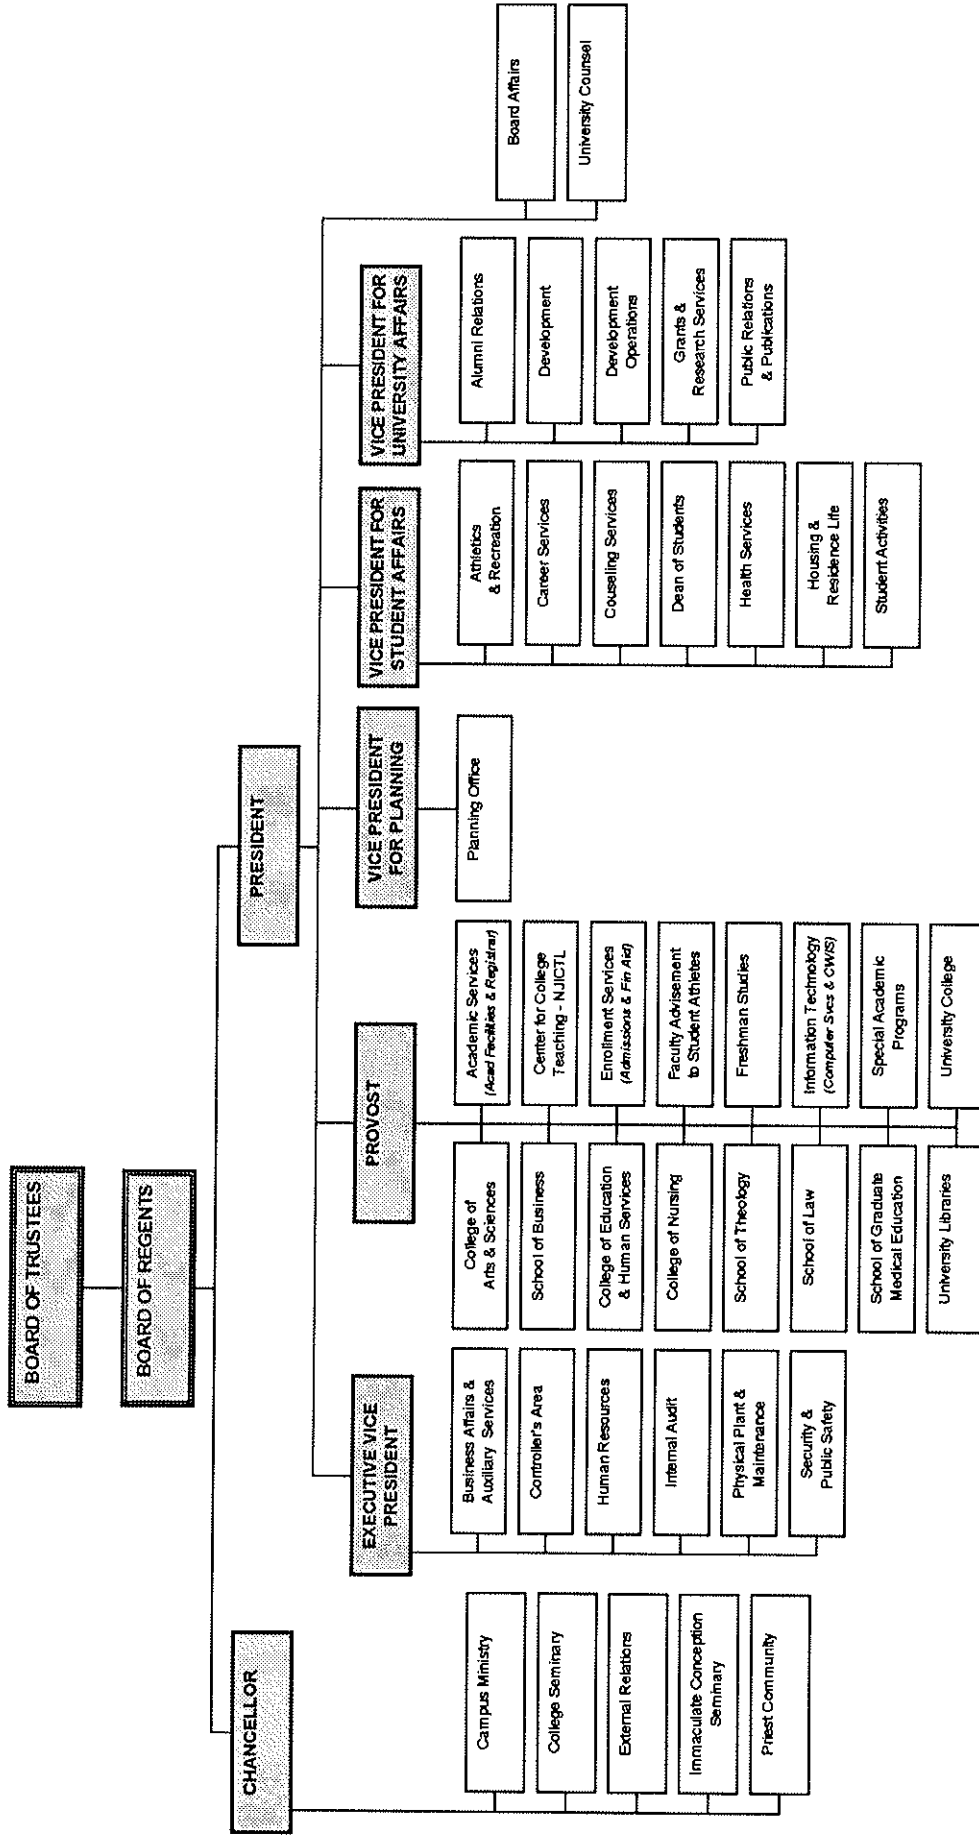 BOARD OF TRUSTEES
BOARD OF REGENTS
CHANCELLOR
PRESIDENT
Campus Ministry
College Seminary
External Relations
Immaculate Conception
Seminary
Priest Community
EXECUTIVE VICE
PRESIDENT
Business Affairs &
Auxiliary Services
Controller's Area
Human Resources
Internal Audit
Physical Plant &
Maintenance
Security &
Public Safety
PROVOST
College of
Arts & Sciences
School of Business
College of Education
& Human Services
College of Nursing
School of Theology
School of Law
School of Graduate
Medical Education
University Libraries
Academic Services
(Acad Facilities & Registrar)
Center for College
Teaching - NJICTL
Enrollment Services
(Admissions & Fin Aid)
Faculty Advisement
to Student Athletes
Freshman Studies
Information Technology
(Computer Svcs & CWIS)
Special Academic
Programs
University College
VICE PRESIDENT
FOR PLANNING
Planning Office
VICE PRESIDENT FOR
STUDENT AFFAIRS
Athletics
& Recreation
Career Services
Couseling Services
Dean of Students
Health Services
Housing &
Residence Life
Student Activities
VICE PRESIDENT FOR
UNIVERSITY AFFAIRS
Alumni Relations
Development
Development
Operations
Grants &
Research Services
Public Relations
& Publications
Board Affairs
University Counsel